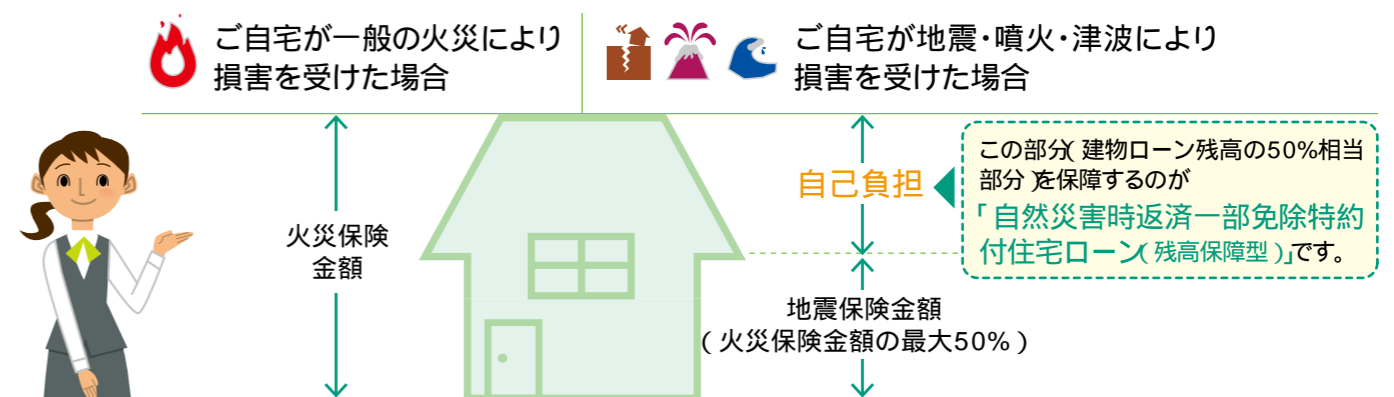 ご自宅が一般の火災により
損害を受けた場合
ご自宅が地震・噴火・津波により
損害を受けた場合
火災保険
金額
自己負担
この部分(建物ローン残高の50%相当
部分)を保障するのが
「自然災害時返済一部免除特約
付住宅ローン(残高保障型)」です。
地震保険金額
(火災保険金額の最大50%)